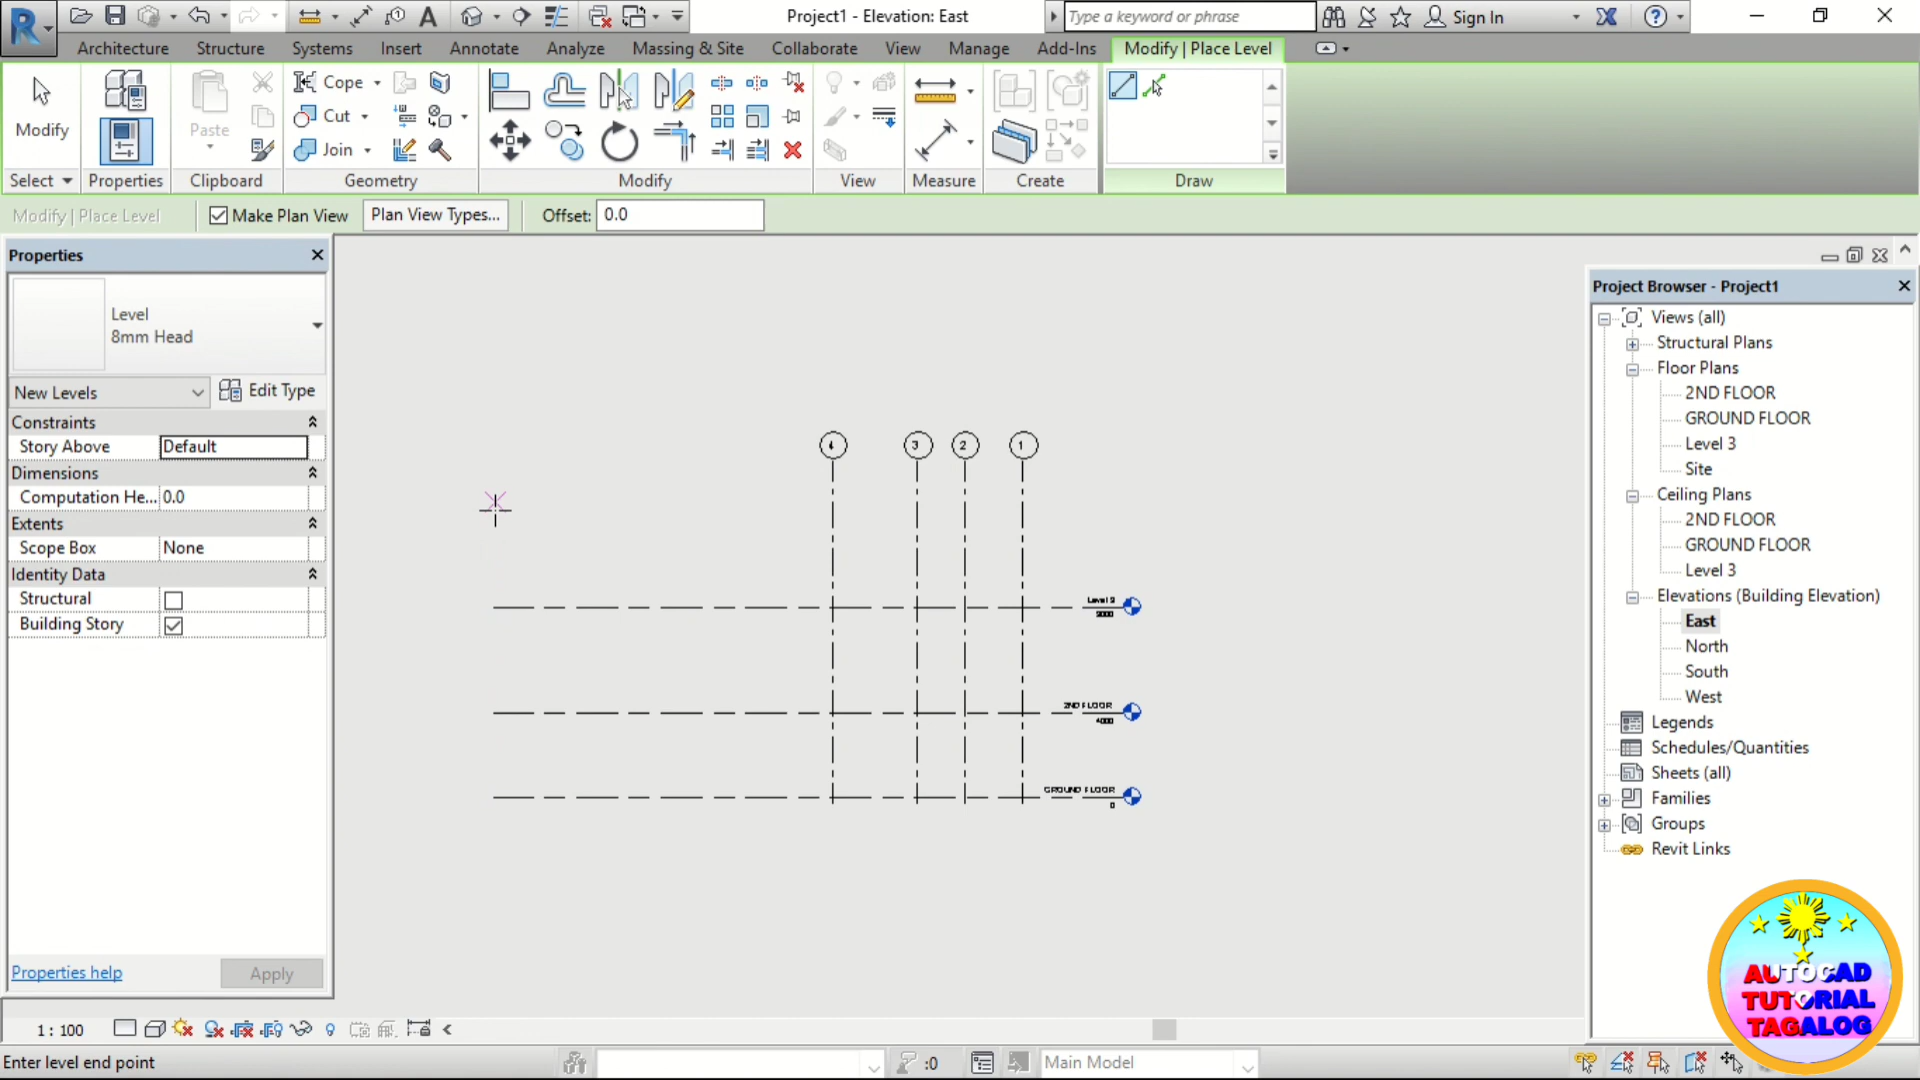 Project1 - Elevation: East
Type a keyword or phrase
Sign In
Architecture Structure Systems Insert Annotate Analyze Massing & Site Collaborate View Manage Add-Ins Modify | Place Level
Modify
Cope
Cut
Join
Paste
Select Properties Clipboard Geometry Modify View Measure Create Draw
Modify | Place Level
Make Plan View
Plan View Types...
Offset: 0.0
Properties
Level
8mm Head
New Levels
Edit Type
Constraints
Story Above Default
Dimensions
Computation He... 0.0
Extents
Scope Box None
Identity Data
Structural
Building Story
Properties help
Apply
4 3 2 1
2ND FLOOR
4000
GROUND FLOOR
0
Project Browser - Project1
Views (all)
Structural Plans
Floor Plans
2ND FLOOR
GROUND FLOOR
Level 3
Site
Ceiling Plans
2ND FLOOR
GROUND FLOOR
Level 3
Elevations (Building Elevation)
East
North
South
West
Legends
Schedules/Quantities
Sheets (all)
Families
Groups
Revit Links
AUTOCAD
TUTORIAL
TAGALOG
1 : 100
Enter level end point
:0
Main Model